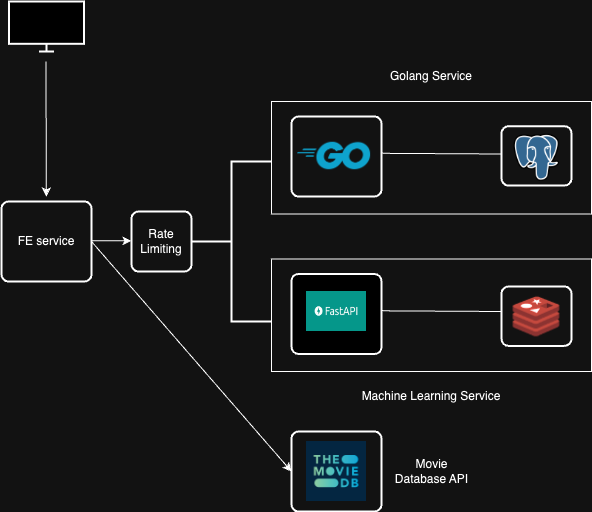 Golang Service
GO
FE service
Rate
Limiting
FastAPI
Machine Learning Service
THE
MOVIE
DB
Movie
Database API